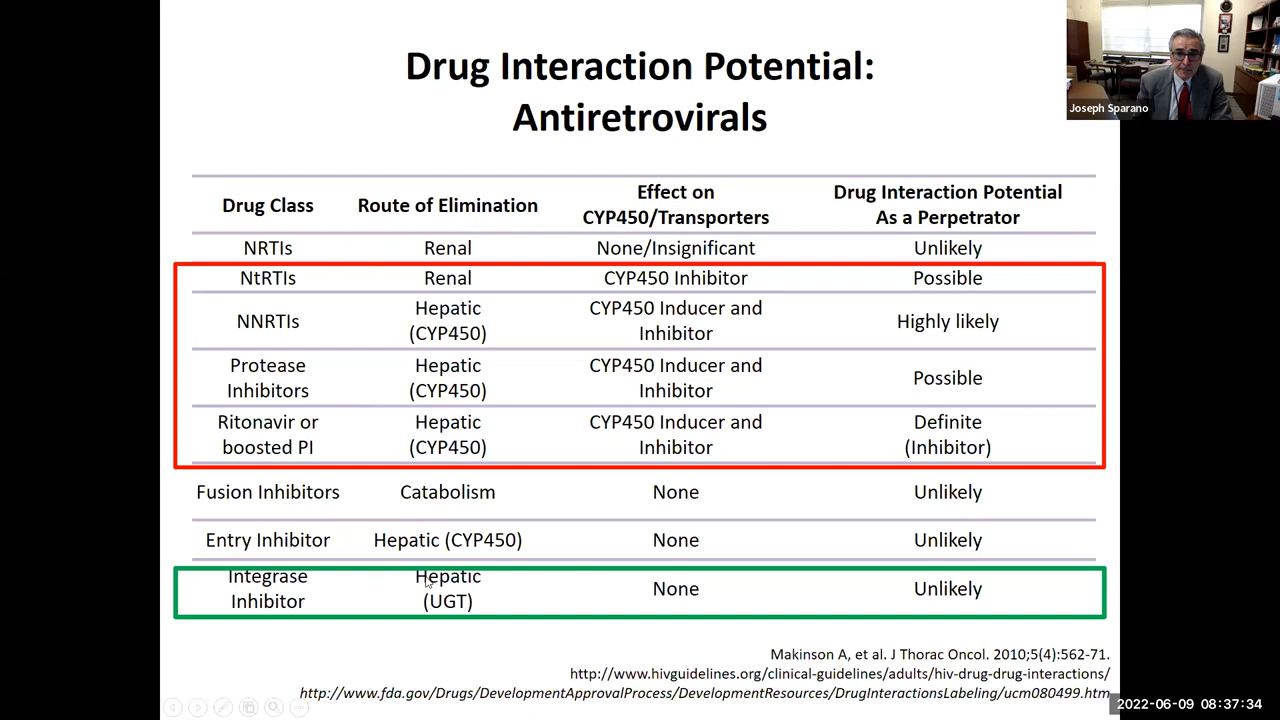 Drug Interaction Potential:
Antiretrovirals
Joseph Sparano
Drug Class Route of Elimination Effect on CYP450/Transporters Drug Interaction Potential As a Perpetrator
NRTIs Renal None/Insignificant Unlikely
NtRTIs Renal CYP450 Inhibitor Possible
NNRTIs Hepatic (CYP450) CYP450 Inducer and Inhibitor Highly likely
Protease Inhibitors Hepatic (CYP450) CYP450 Inducer and Inhibitor Possible
Ritonavir or boosted PI Hepatic (CYP450) CYP450 Inducer and Inhibitor Definite (Inhibitor)
Fusion Inhibitors Catabolism None Unlikely
Entry Inhibitor Hepatic (CYP450) None Unlikely
Integrase Inhibitor Hepatic (UGT) None Unlikely
Makinson A, et al. J Thorac Oncol. 2010;5(4):562-71.
http://www.hivguidelines.org/clinical-guidelines/adults/hiv-drug-drug-interactions/
http://www.fda.gov/Drugs/DevelopmentApprovalProcess/DevelopmentResources/DrugInteractionsLabeling/ucm080499.htm
2022-06-09 08:37:34